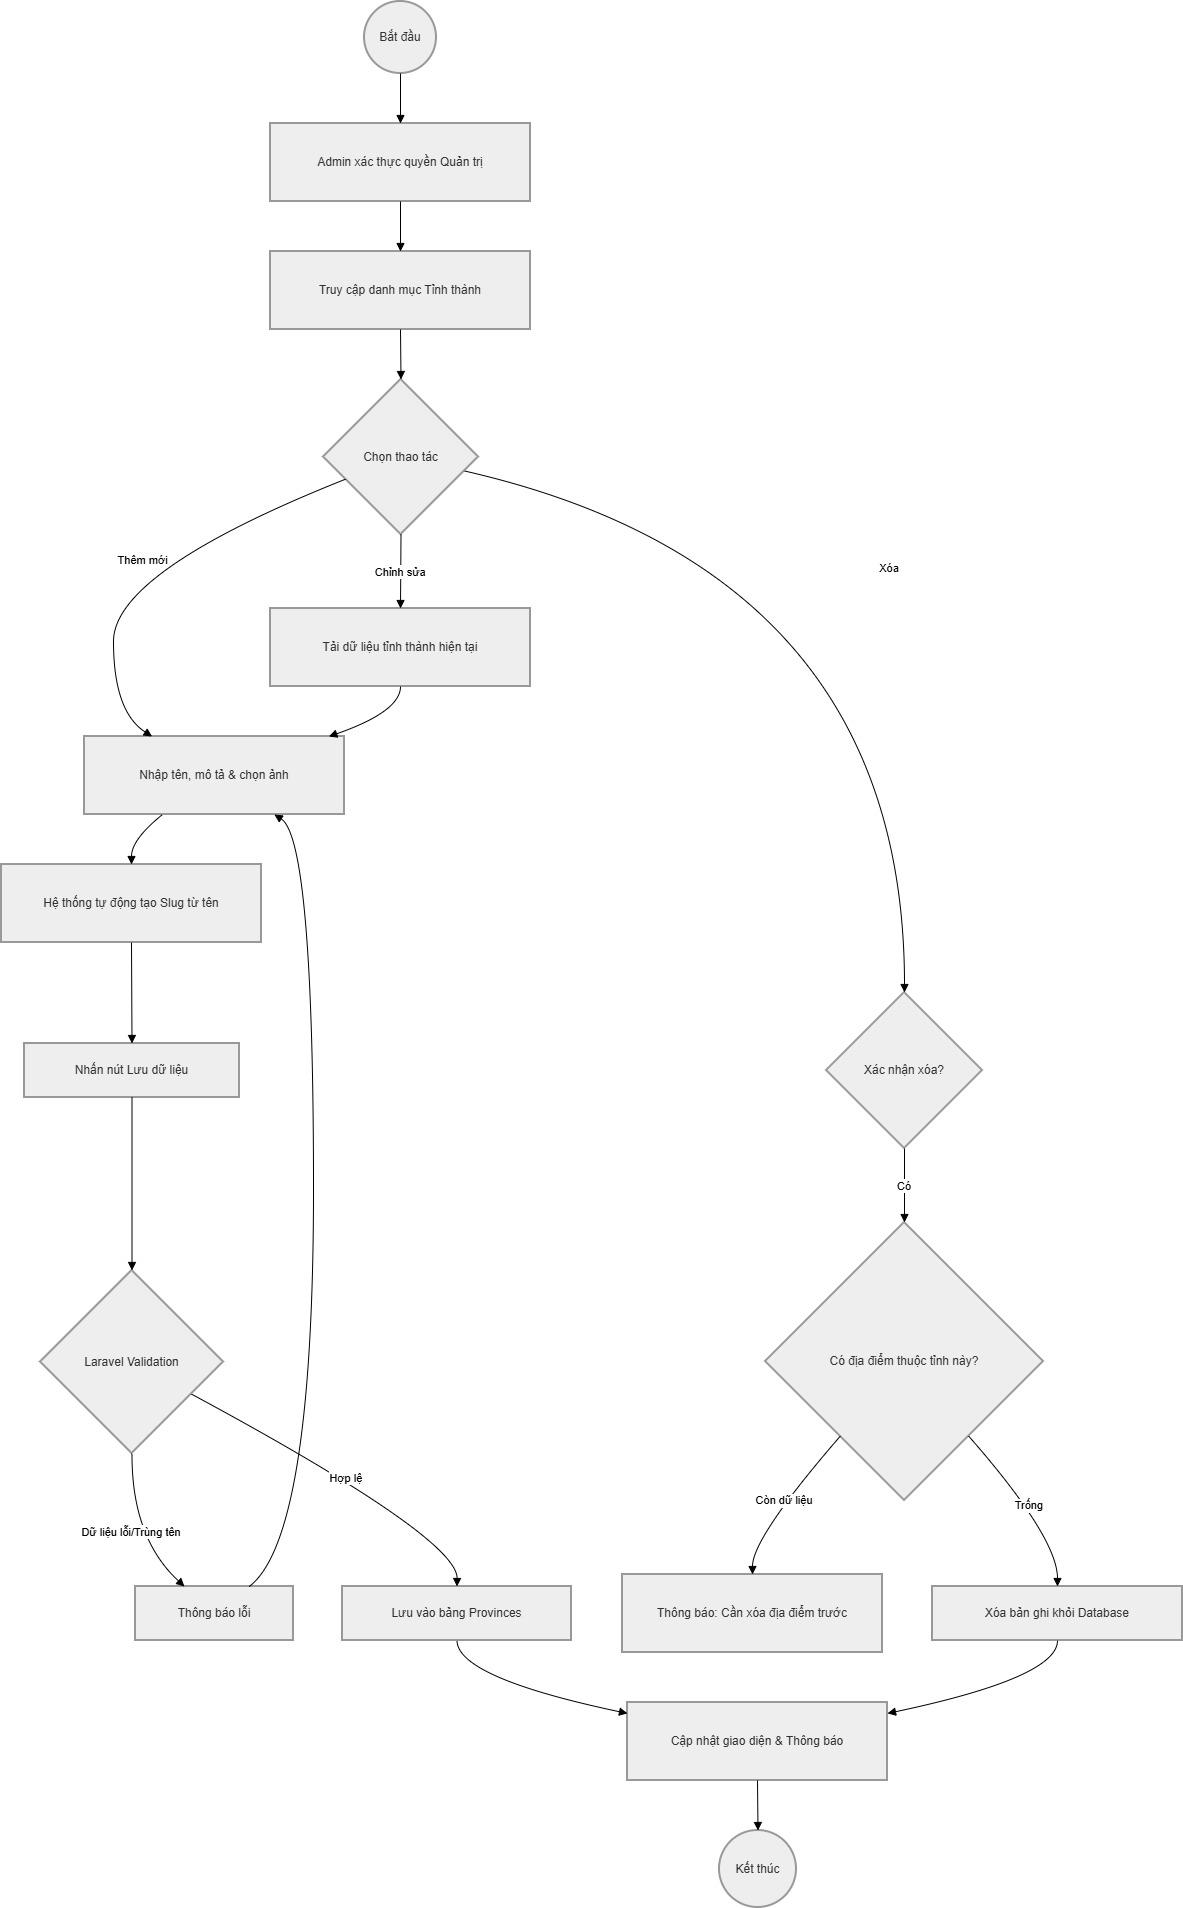 Bắt đầu
Admin xác thực quyền Quản trị
Truy cập danh mục Tỉnh thành
Chọn thao tác
Thêm mới
Chỉnh sửa
Xóa
Tải dữ liệu tỉnh thành hiện tại
Nhập tên, mô tả & chọn ảnh
Hệ thống tự động tạo Slug từ tên
Nhấn nút Lưu dữ liệu
Xác nhận xóa?
Có
Laravel Validation
Có địa điểm thuộc tỉnh này?
Hợp lệ
Còn dữ liệu
Trống
Dữ liệu lỗi/Trùng tên
Thông báo lỗi
Lưu vào bảng Provinces
Thông báo: Cần xóa địa điểm trước
Xóa bản ghi khỏi Database
Cập nhật giao diện & Thông báo
Kết thúc